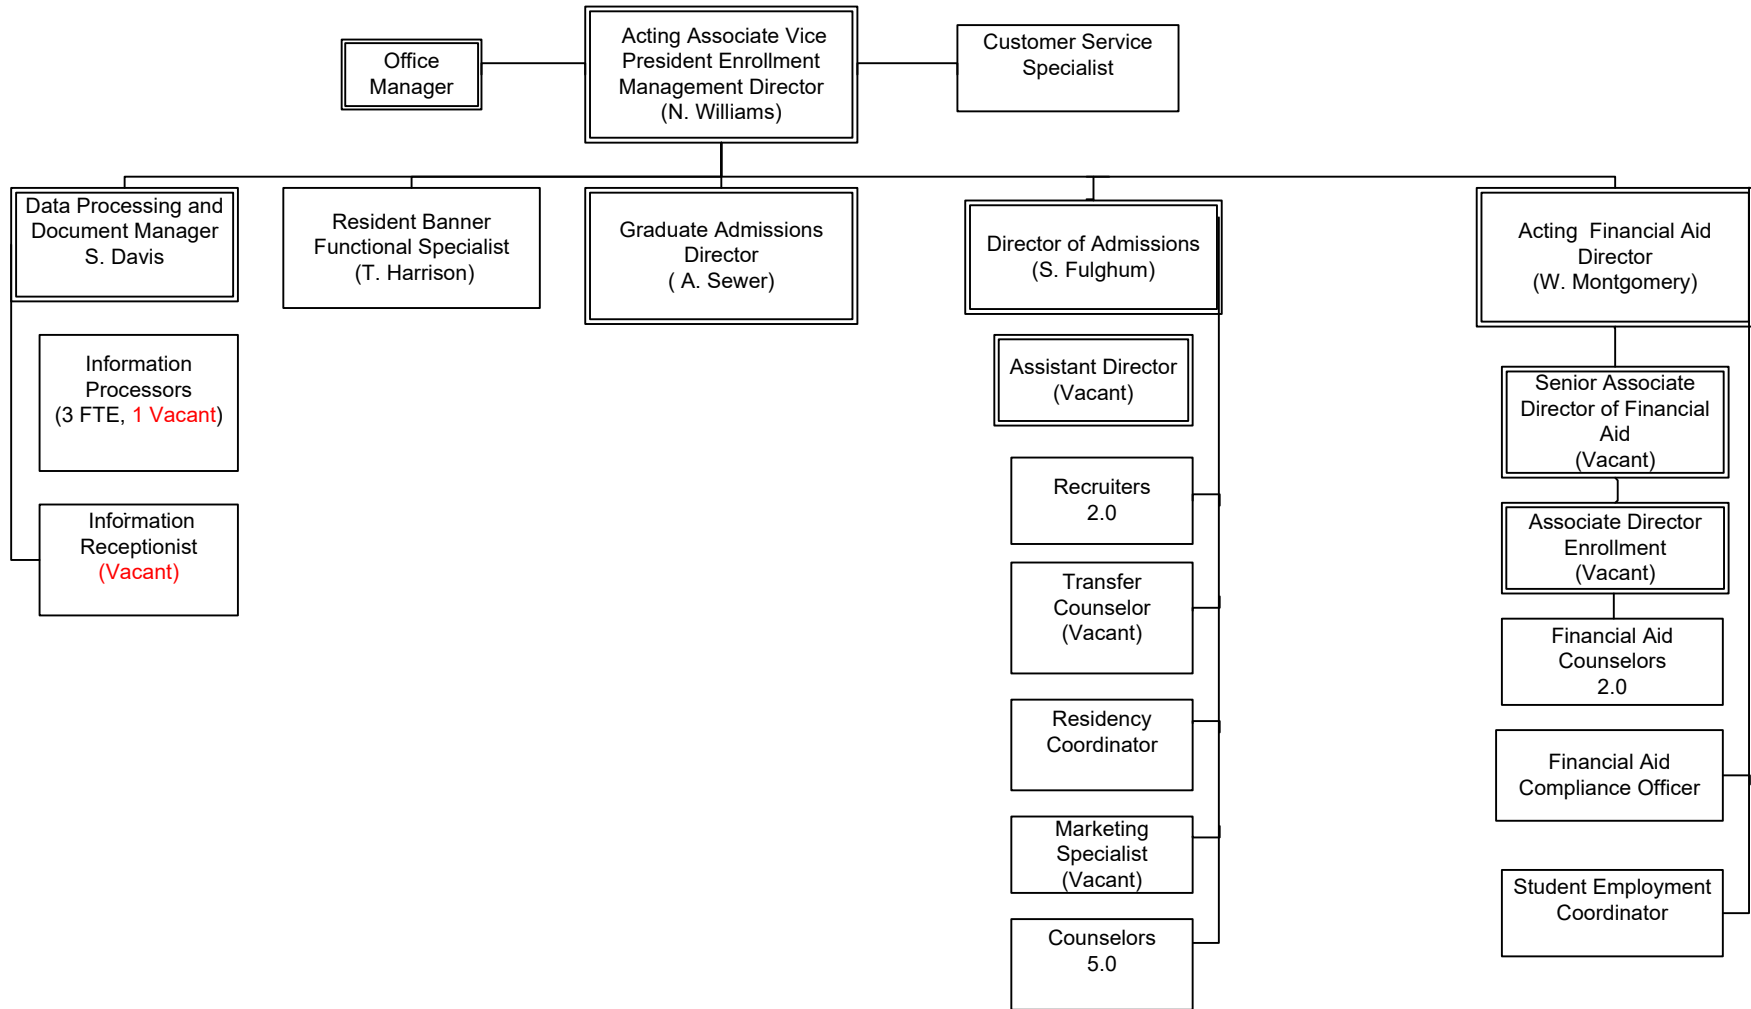 Office
Manager
Acting Associate Vice
President Enrollment
Management Director
(N. Williams)
Customer Service
Specialist
Data Processing and
Document Manager
S. Davis
Resident Banner
Functional Specialist
(T. Harrison)
Graduate Admissions
Director
( A. Sewer)
Director of Admissions
(S. Fulghum)
Acting  Financial Aid
Director
(W. Montgomery)
Information
Processors
(3 FTE, 1 Vacant)
Information
Receptionist
(Vacant)
Assistant Director
(Vacant)
Recruiters
2.0
Transfer
Counselor
(Vacant)
Residency
Coordinator
Marketing
Specialist
(Vacant)
Counselors
5.0
Senior Associate
Director of Financial
Aid
(Vacant)
Associate Director
Enrollment
(Vacant)
Financial Aid
Counselors
2.0
Financial Aid
Compliance Officer
Student Employment
Coordinator